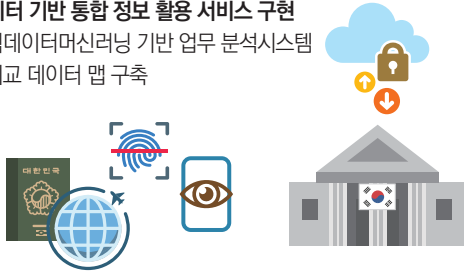 터 기반 통합 정보 활용 서비스 구현
데이터머신러닝 기반 업무 분석시스템
교 데이터 맵 구축
대한민국